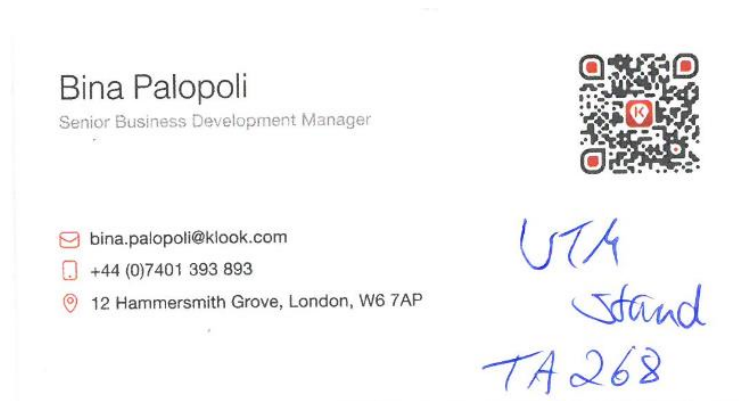 Bina Palopoli
Senior Business Development Manager
K
bina.palopoli@klook.com
+44 (0)7401 393 893
12 Hammersmith Grove, London, W6 7AP
Stand
TA 268